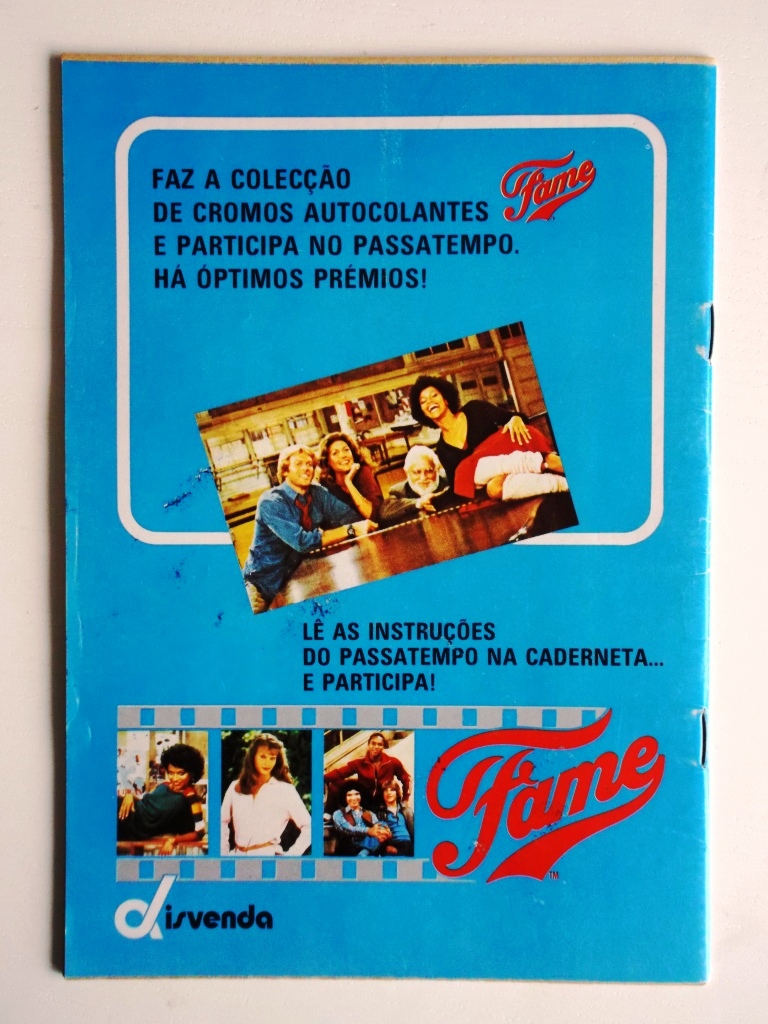 FAZ A COLECÇÃO
DE CROMOS AUTOCOLANTES Fame
E PARTICIPA NO PASSATEMPO.
HÁ ÓPTIMOS PRÉMIOS!
LÊ AS INSTRUÇÕES
DO PASSATEMPO NA CADERNETA...
E PARTICIPA!
Fame TM
disvenda